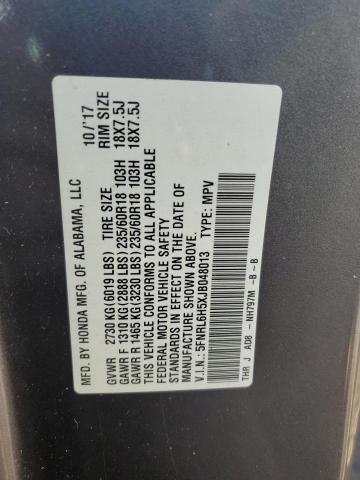 MFD. BY HONDA MFG. OF ALABAMA, LLC 10/'17
TIRE SIZE RIM SIZE
GVWR 2730 KG(6019 LBS)
GAWR F 1310 KG(2888 LBS) 235/60R18 103H 18X7.5J
GAWR R 1465 KG(3230 LBS) 235/60R18 103H 18X7.5J
THIS VEHICLE CONFORMS TO ALL APPLICABLE
FEDERAL MOTOR VEHICLE SAFETY
STANDARDS IN EFFECT ON THE DATE OF
MANUFACTURE SHOWN ABOVE.
V.I.N.: 5FNRL6H5XJB048013 TYPE: MPV
THR J AD8 - NH797M -B -B